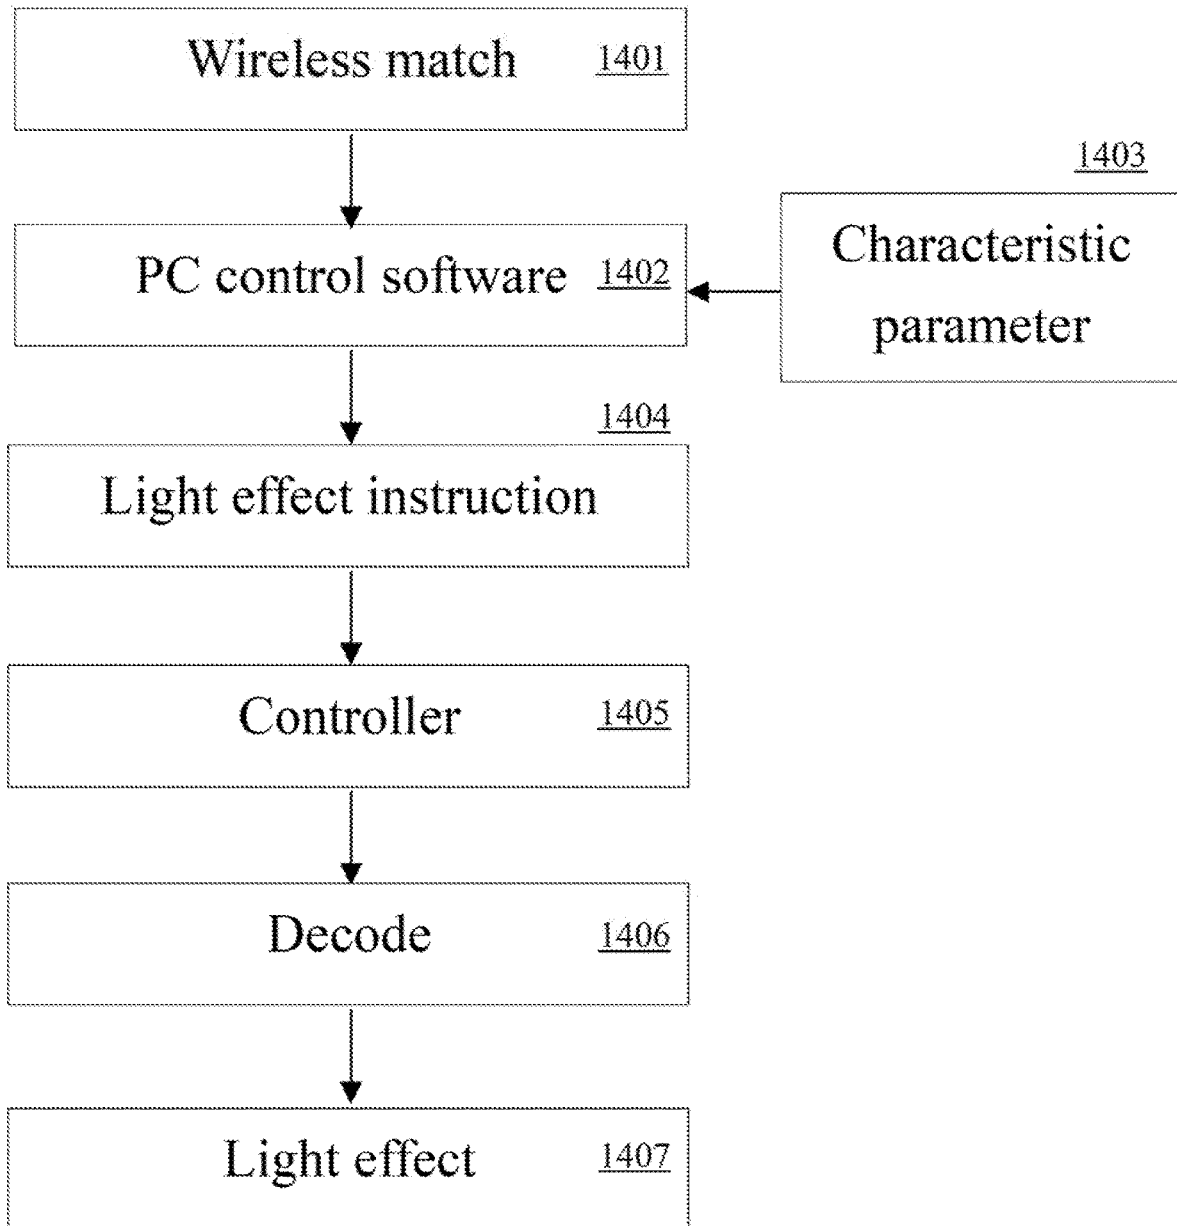 Wireless match 1401
1403
PC control software 1402
Characteristic
parameter
1404
Light effect instruction
Controller 1405
Decode 1406
Light effect 1407